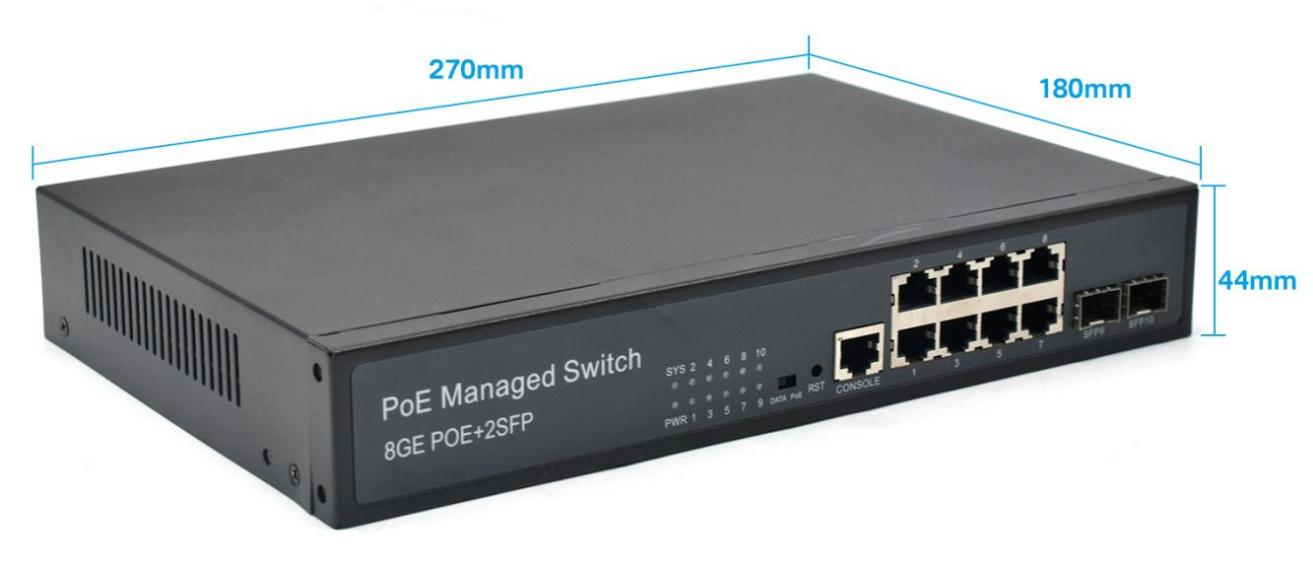 270mm
180mm
44mm
PoE Managed Switch
8GE POE+2SFP
SYS 2 4 6 8 10
PWR 1 3 5 7 9
DATA PoE
RST
CONSOLE
2 4 6 8
1 3 5 7
SFP9
SFP10